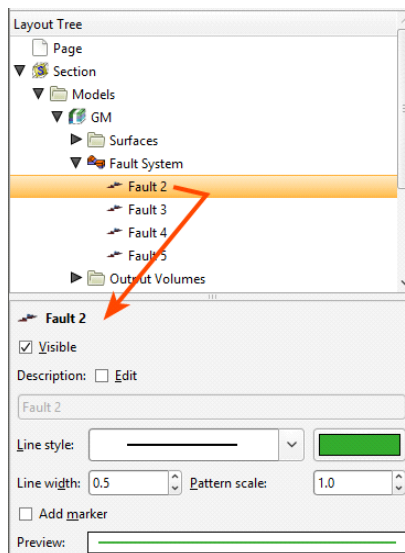 Layout Tree
Page
Section
Models
GM
Surfaces
Fault System
Fault 2
Fault 3
Fault 4
Fault 5
Output Volumes
Fault 2
Visible
Description: Edit
Fault 2
Line style:
Line width: 0.5 Pattern scale: 1.0
Add marker
Preview: